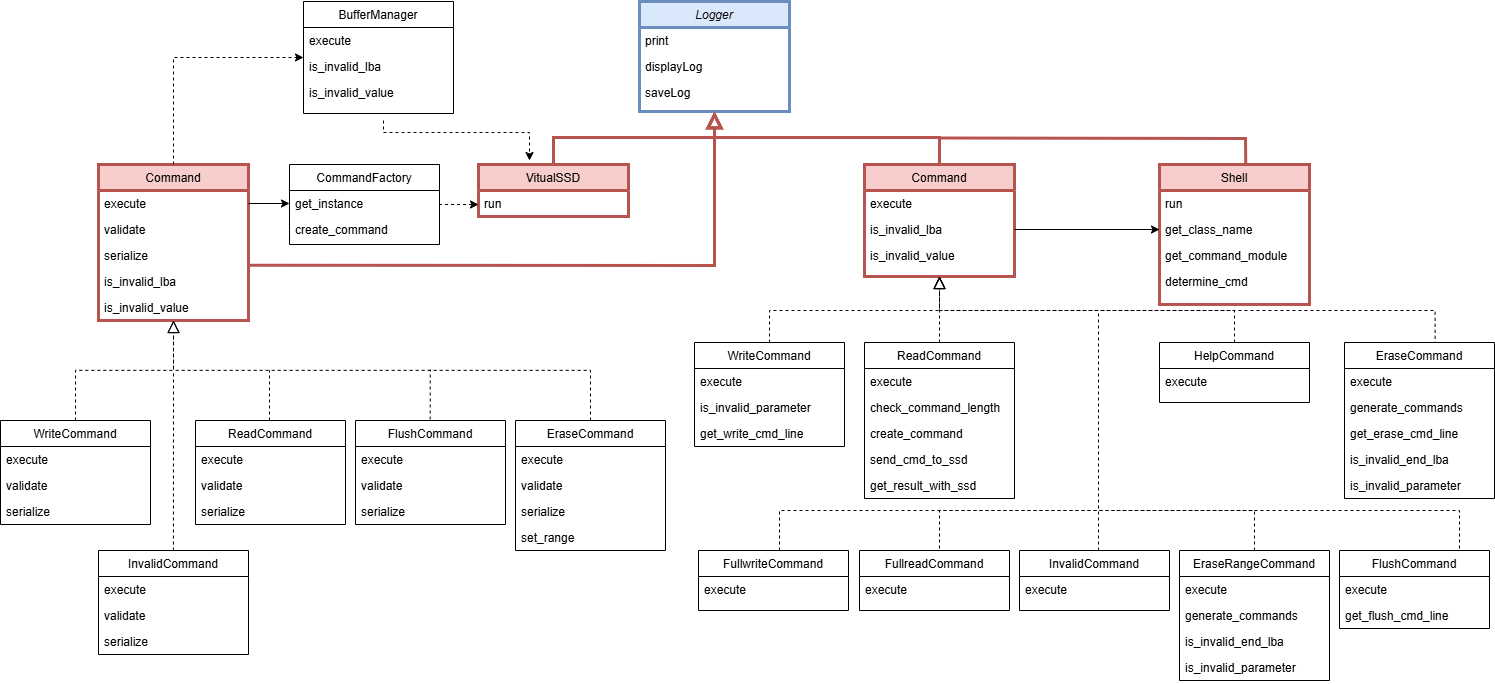 BufferManager
execute
is_invalid_lba
is_invalid_value
Logger
print
displayLog
saveLog
Command
execute
validate
serialize
is_invalid_lba
is_invalid_value
CommandFactory
get_instance
create_command
VitualSSD
run
Command
execute
is_invalid_lba
is_invalid_value
Shell
run
get_class_name
get_command_module
determine_cmd
WriteCommand
execute
validate
serialize
ReadCommand
execute
validate
serialize
FlushCommand
execute
validate
serialize
EraseCommand
execute
validate
serialize
set_range
InvalidCommand
execute
validate
serialize
WriteCommand
execute
is_invalid_parameter
get_write_cmd_line
ReadCommand
execute
check_command_length
create_command
send_cmd_to_ssd
get_result_with_ssd
HelpCommand
execute
EraseCommand
execute
generate_commands
get_erase_cmd_line
is_invalid_end_lba
is_invalid_parameter
FullwriteCommand
execute
FullreadCommand
execute
InvalidCommand
execute
EraseRangeCommand
execute
generate_commands
is_invalid_end_lba
is_invalid_parameter
FlushCommand
execute
get_flush_cmd_line